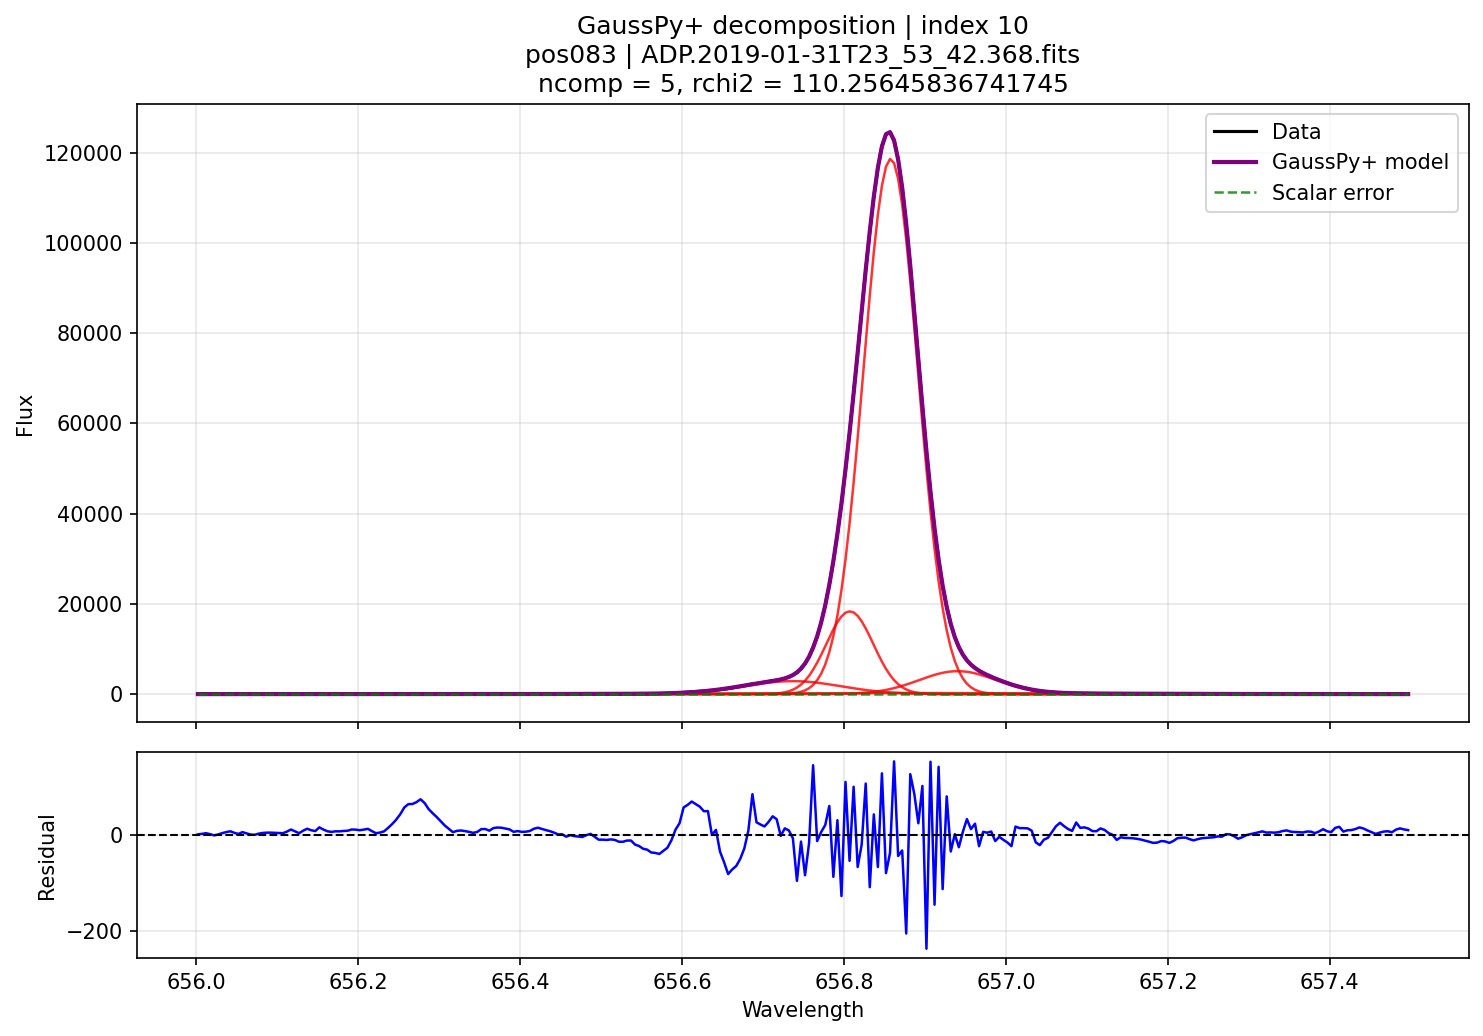 GaussPy+ decomposition | index 10
pos083 | ADP.2019-01-31T23_53_42.368.fits
ncomp = 5, rchi2 = 110.25645836741745
Data
GaussPy+ model
Scalar error
120000
100000
80000
60000
40000
20000
0
Flux
0
−200
Residual
656.0 656.2 656.4 656.6 656.8 657.0 657.2 657.4
Wavelength